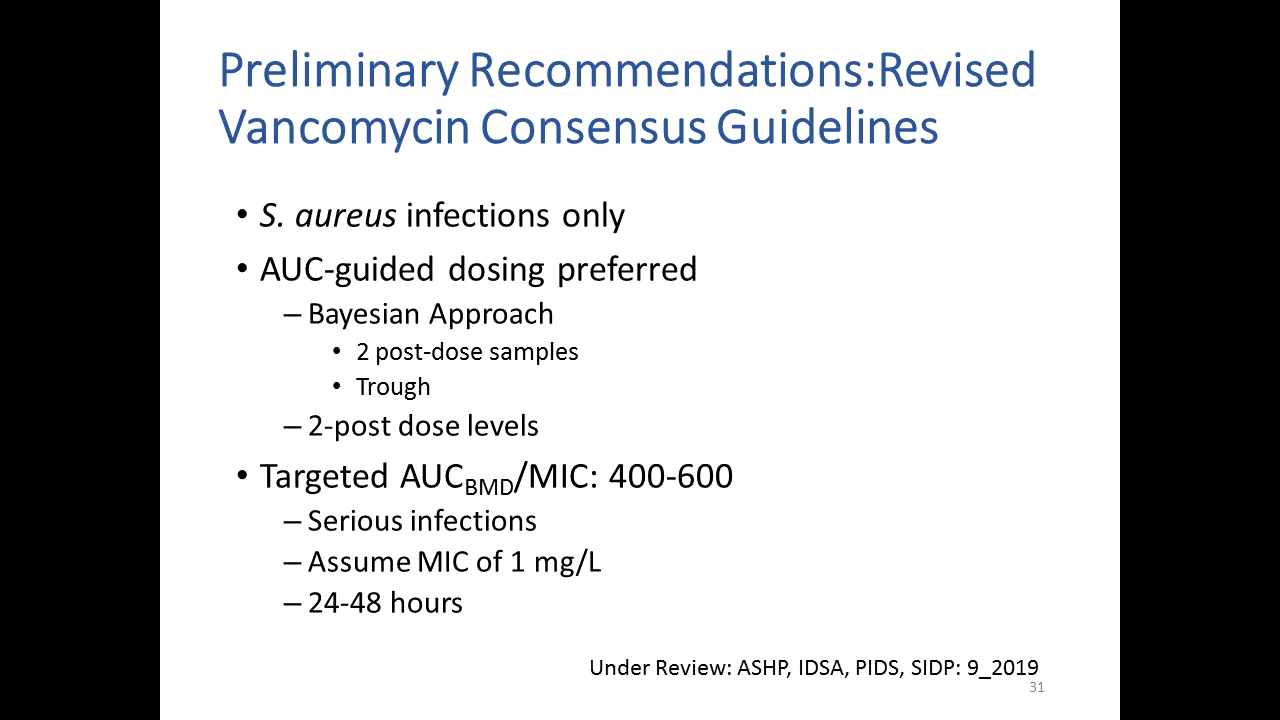 Preliminary Recommendations:Revised
Vancomycin Consensus Guidelines
• S. aureus infections only
• AUC-guided dosing preferred
– Bayesian Approach
• 2 post-dose samples
• Trough
– 2-post dose levels
• Targeted AUCBMD/MIC: 400-600
– Serious infections
– Assume MIC of 1 mg/L
– 24-48 hours
Under Review: ASHP, IDSA, PIDS, SIDP: 9_2019
31